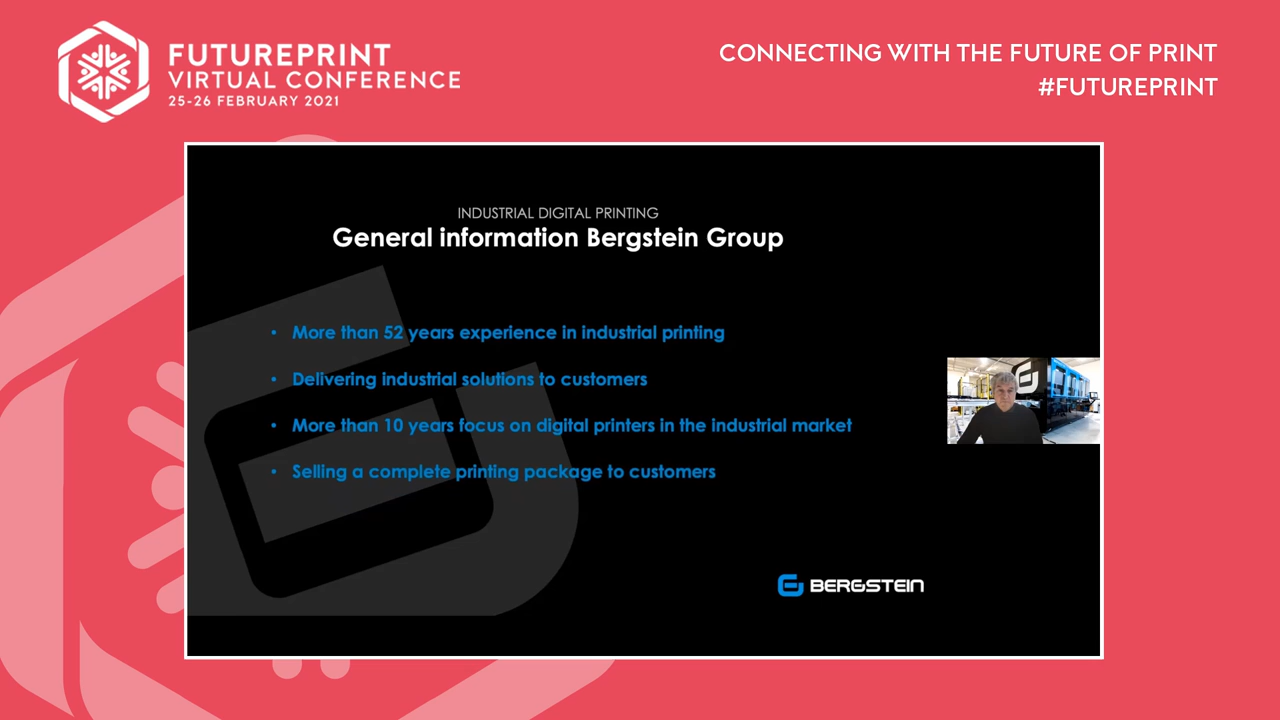 FUTUREPRINT
VIRTUAL CONFERENCE
25-26 FEBRUARY 2021
CONNECTING WITH THE FUTURE OF PRINT
#FUTUREPRINT
INDUSTRIAL DIGITAL PRINTING
General information Bergstein Group
• More than 52 years experience in industrial printing
• Delivering industrial solutions to customers
• More than 10 years focus on digital printers in the industrial market
• Selling a complete printing package to customers
BERGSTEIN